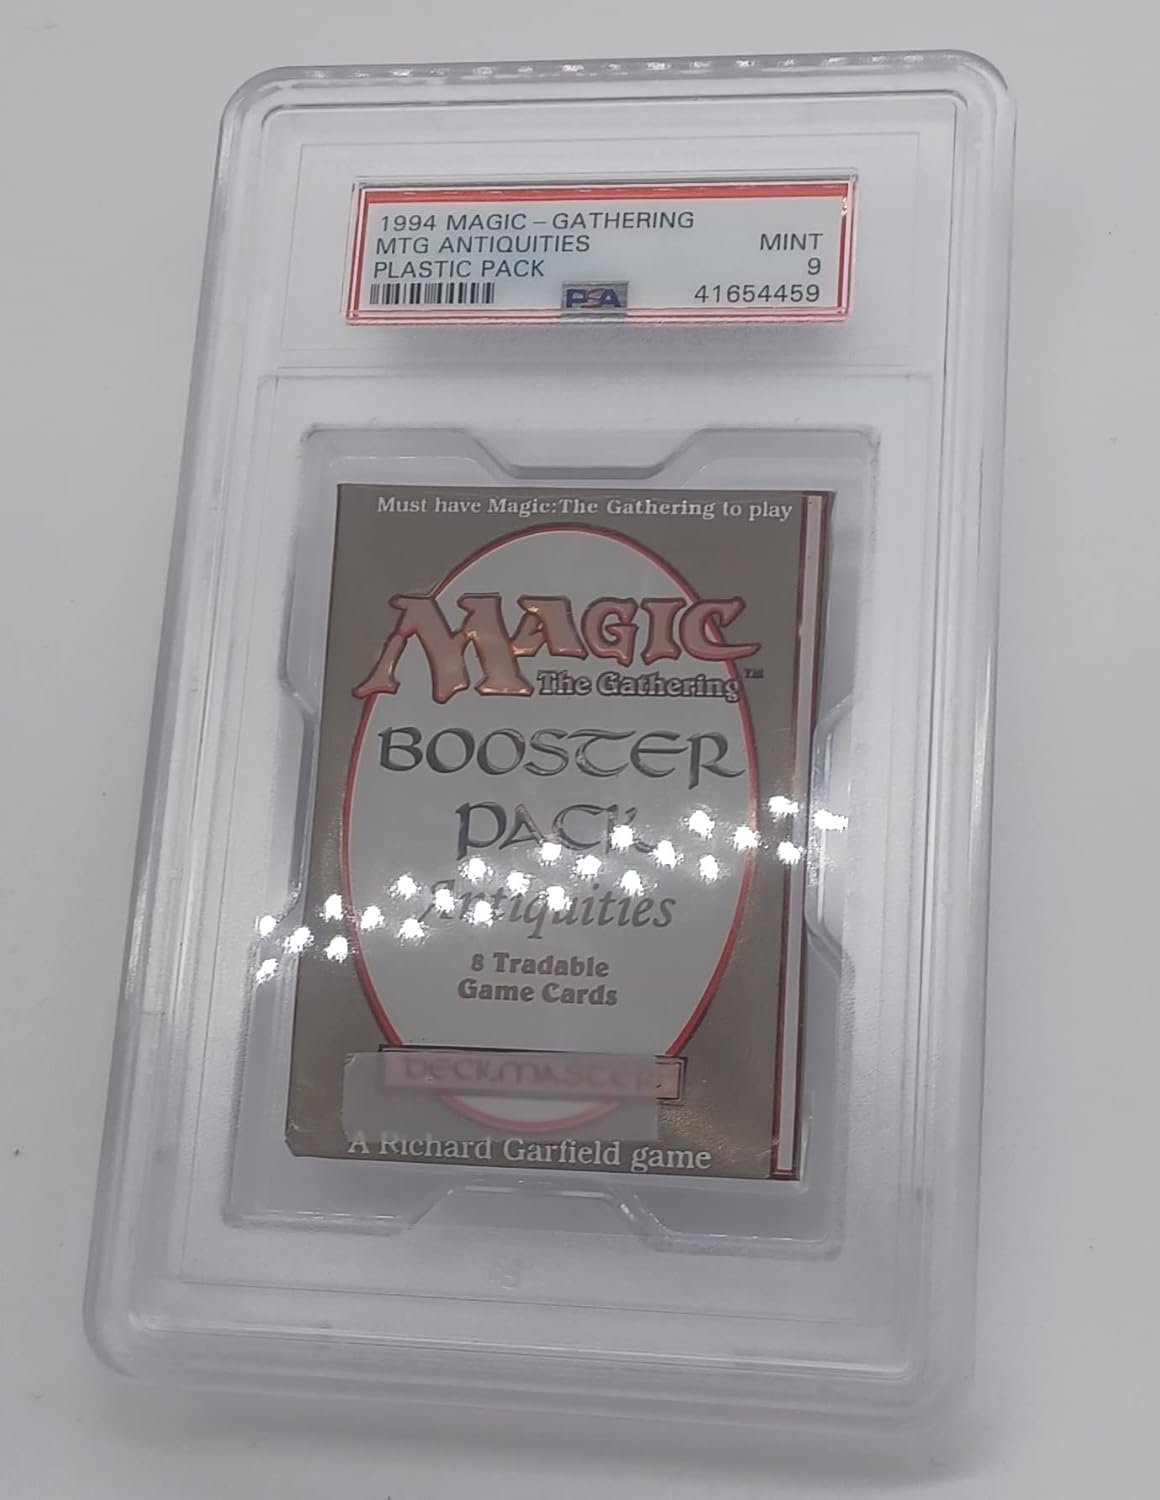 1994 MAGIC - GATHERING
MTG ANTIQUITIES
PLASTIC PACK
MINT
9
PSA
41654459
Must have Magic:The Gathering to play
MAGIC
The Gathering™
BOOSTER
PACK
Antiquities
8 Tradable
Game Cards
DECKMASTER
A Richard Garfield game